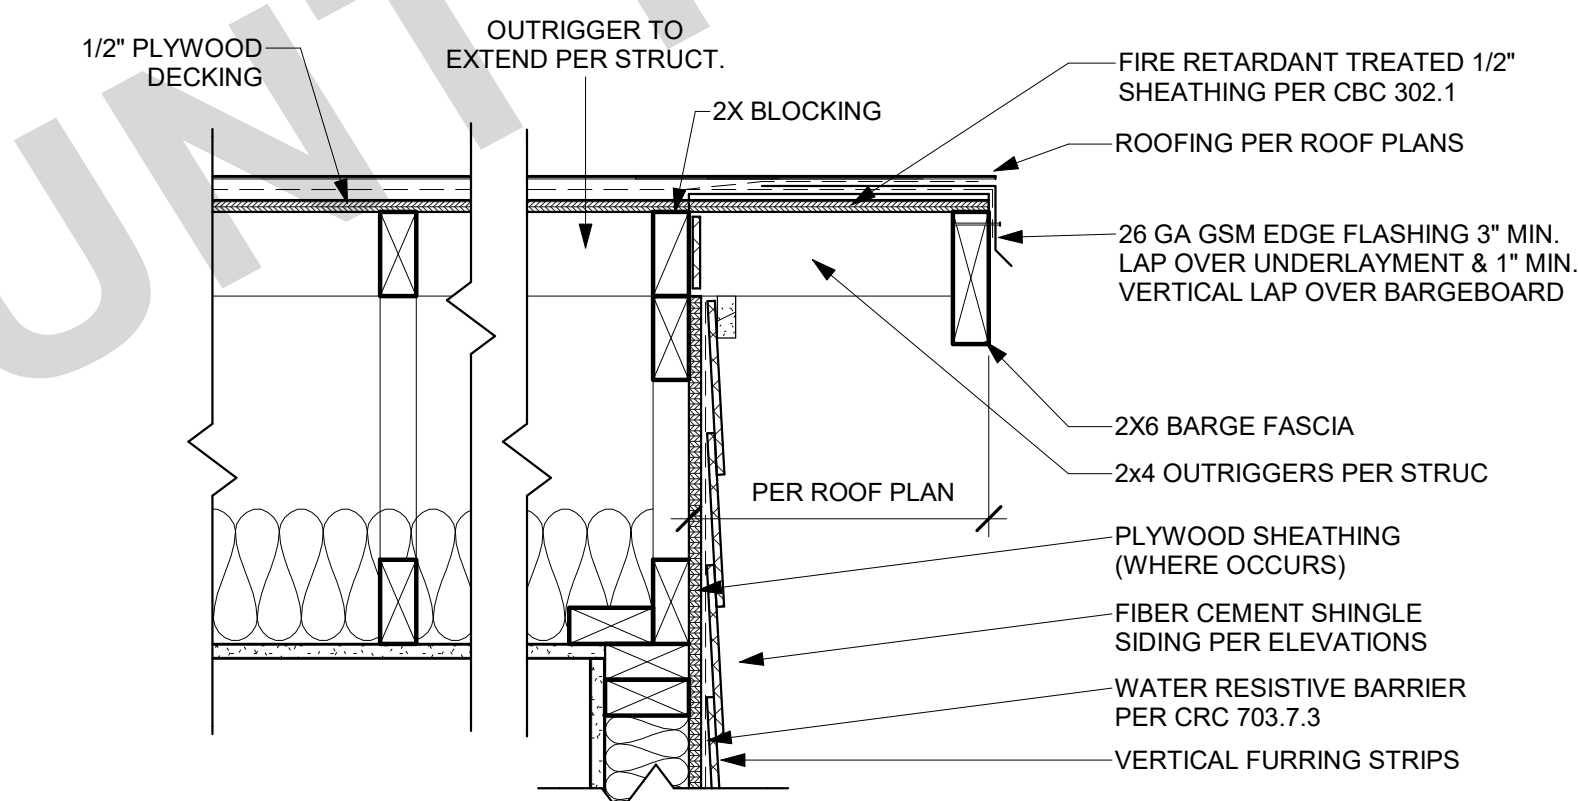 1/2" PLYWOOD
DECKING
OUTRIGGER TO
EXTEND PER STRUCT.
2X BLOCKING
FIRE RETARDANT TREATED 1/2"
SHEATHING PER CBC 302.1
ROOFING PER ROOF PLANS
26 GA GSM EDGE FLASHING 3" MIN.
LAP OVER UNDERLAYMENT & 1" MIN.
VERTICAL LAP OVER BARGEBOARD
2X6 BARGE FASCIA
2x4 OUTRIGGERS PER STRUC
PER ROOF PLAN
PLYWOOD SHEATHING
(WHERE OCCURS)
FIBER CEMENT SHINGLE
SIDING PER ELEVATIONS
WATER RESISTIVE BARRIER
PER CRC 703.7.3
VERTICAL FURRING STRIPS
UNT